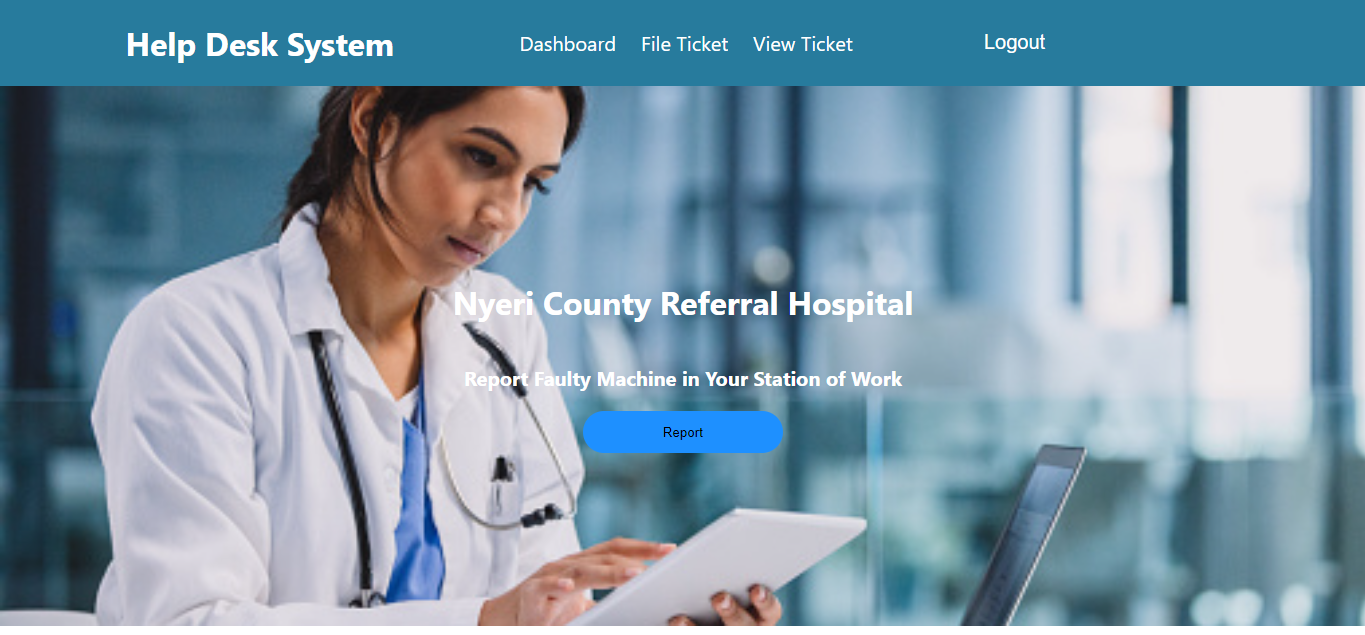 Help Desk System
Dashboard File Ticket View Ticket
Logout
Nyeri County Referral Hospital
Report Faulty Machine in Your Station of Work
Report